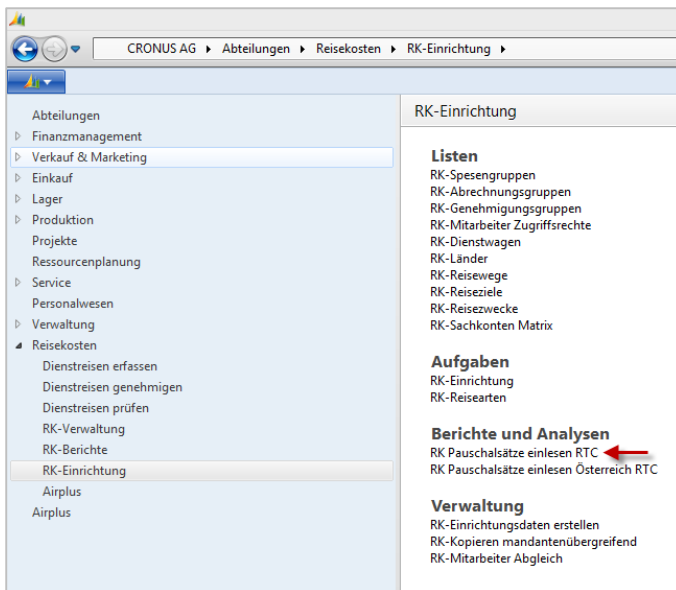 CRONUS AG ▸ Abteilungen ▸ Reisekosten ▸ RK-Einrichtung ▸
Abteilungen
Finanzmanagement
Verkauf & Marketing
Einkauf
Lager
Produktion
Projekte
Ressourcenplanung
Service
Personalwesen
Verwaltung
Reisekosten
Dienstreisen erfassen
Dienstreisen genehmigen
Dienstreisen prüfen
RK-Verwaltung
RK-Berichte
RK-Einrichtung
Airplus
Airplus
RK-Einrichtung
Listen
RK-Spesengruppen
RK-Abrechnungsgruppen
RK-Genehmigungsgruppen
RK-Mitarbeiter Zugriffsrechte
RK-Dienstwagen
RK-Länder
RK-Reisewege
RK-Reiseziele
RK-Reisezwecke
RK-Sachkonten Matrix
Aufgaben
RK-Einrichtung
RK-Reisearten
Berichte und Analysen
RK Pauschalsätze einlesen RTC
RK Pauschalsätze einlesen Österreich RTC
Verwaltung
RK-Einrichtungsdaten erstellen
RK-Kopieren mandantenübergreifend
RK-Mitarbeiter Abgleich